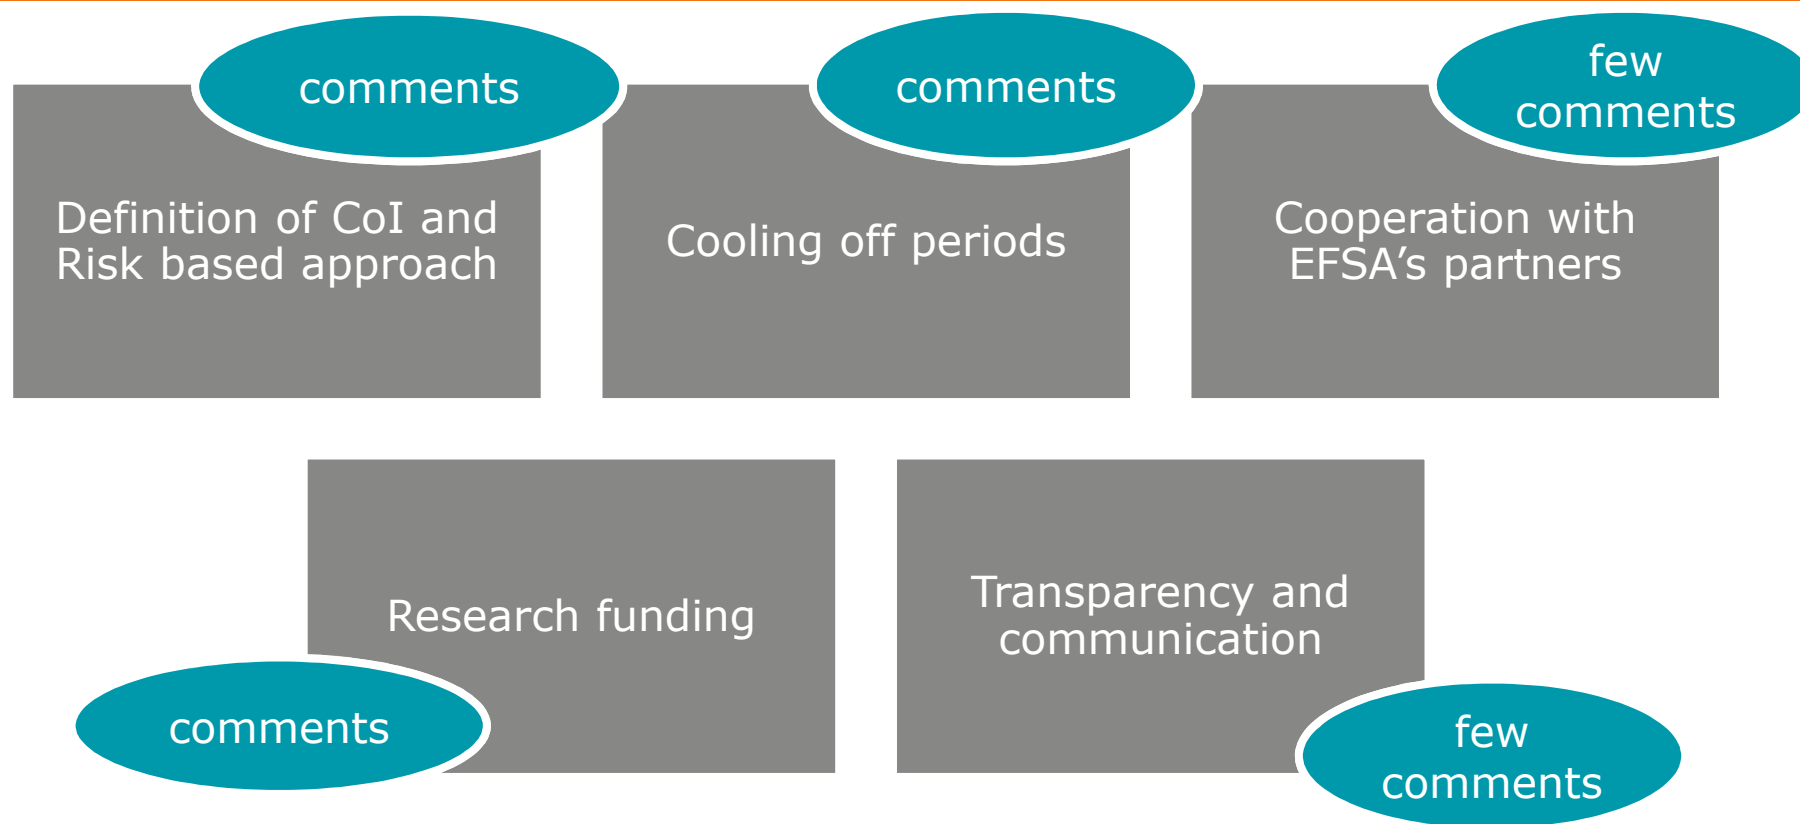 comments
Definition of CoI and
Risk based approach
comments
Cooling off periods
few
comments
Cooperation with
EFSA’s partners
Research funding
comments
Transparency and
communication
few
comments